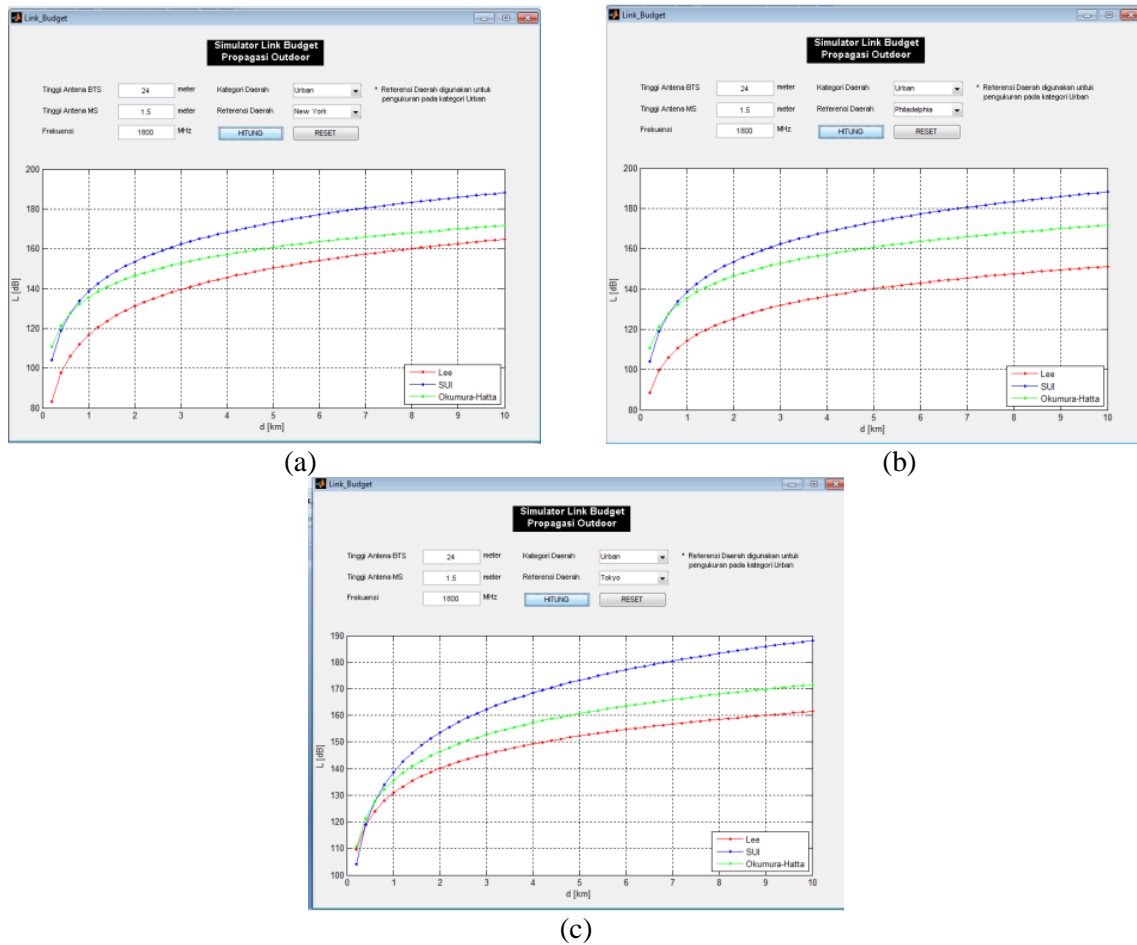 Link_Budget
Simulator Link Budget
Propagasi Outdoor
Tinggi Antena BTS 24 meter Kategori Daerah Urban * Referensi Daerah digunakan untuk
pengukuran pada kategori Urban
Tinggi Antena MS 1.5 meter Referensi Daerah New York
Frekuensi 1800 MHz HITUNG RESET
200
180
160
140
120
100
80
L [dB]
0 1 2 3 4 5 6 7 8 9 10
d [km]
Lee
SUI
Okumura-Hatta
(a)
Link_Budget
Simulator Link Budget
Propagasi Outdoor
Tinggi Antena BTS 24 meter Kategori Daerah Urban * Referensi Daerah digunakan untuk
pengukuran pada kategori Urban
Tinggi Antena MS 1.5 meter Referensi Daerah Philadelphia
Frekuensi 1800 MHz HITUNG RESET
200
180
160
140
120
100
80
L [dB]
0 1 2 3 4 5 6 7 8 9 10
d [km]
Lee
SUI
Okumura-Hatta
(b)
Link_Budget
Simulator Link Budget
Propagasi Outdoor
Tinggi Antena BTS 24 meter Kategori Daerah Urban * Referensi Daerah digunakan untuk
pengukuran pada kategori Urban
Tinggi Antena MS 1.5 meter Referensi Daerah Tokyo
Frekuensi 1800 MHz HITUNG RESET
190
180
170
160
150
140
130
120
110
100
L [dB]
0 1 2 3 4 5 6 7 8 9 10
d [km]
Lee
SUI
Okumura-Hatta
(c)